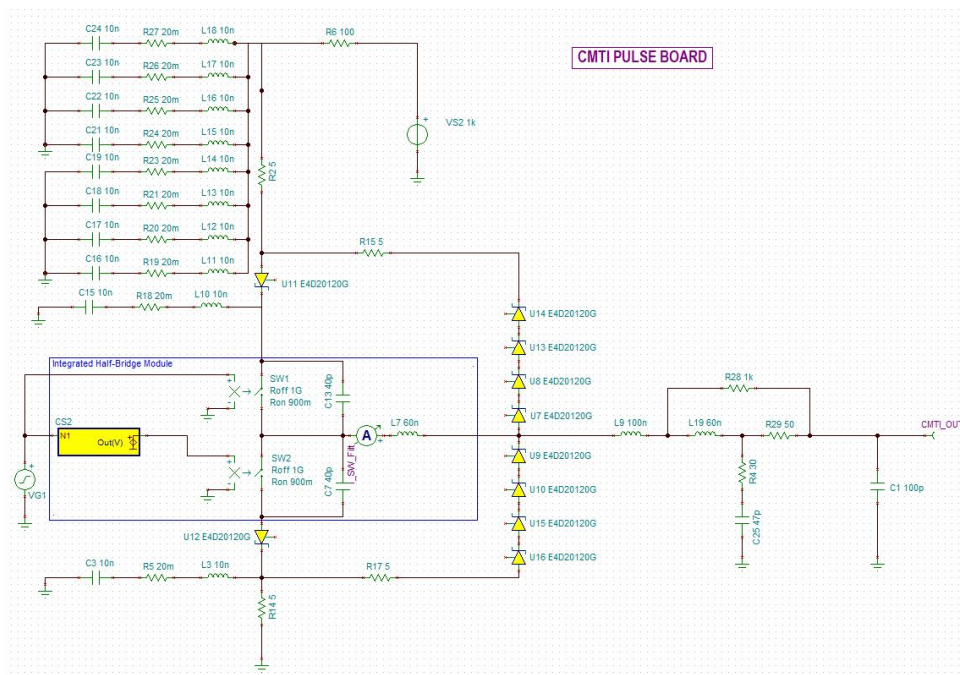 CMTI PULSE BOARD
C24 10n
R27 20m
L18 10n
R6 100
C23 10n
R26 20m
L17 10n
C22 10n
R25 20m
L16 10n
VS2 1k
C21 10n
R24 20m
L15 10n
C19 10n
R23 20m
L14 10n
R2 5
C18 10n
R21 20m
L13 10n
C17 10n
R20 20m
L12 10n
R15 5
C16 10n
R19 20m
L11 10n
U11 E4D20120G
C15 10n
R18 20m
L10 10n
U14 E4D20120G
U13 E4D20120G
Integrated Half-Bridge Module
SW1
Roff 1G
Ron 900m
C13 40p
U8 E4D20120G
R28 1k
U7 E4D20120G
CS2
N1
Out(V)
A
L7 60n
L9 100n
L19 60n
R29 50
CMTI_OUT
SW2
Roff 1G
Ron 900m
C7 40p
I_SW_Filt
U9 E4D20120G
R4 30
VG1
U10 E4D20120G
C1 100p
U15 E4D20120G
C25 47p
U12 E4D20120G
U16 E4D20120G
C3 10n
R5 20m
L3 10n
R17 5
R14 5